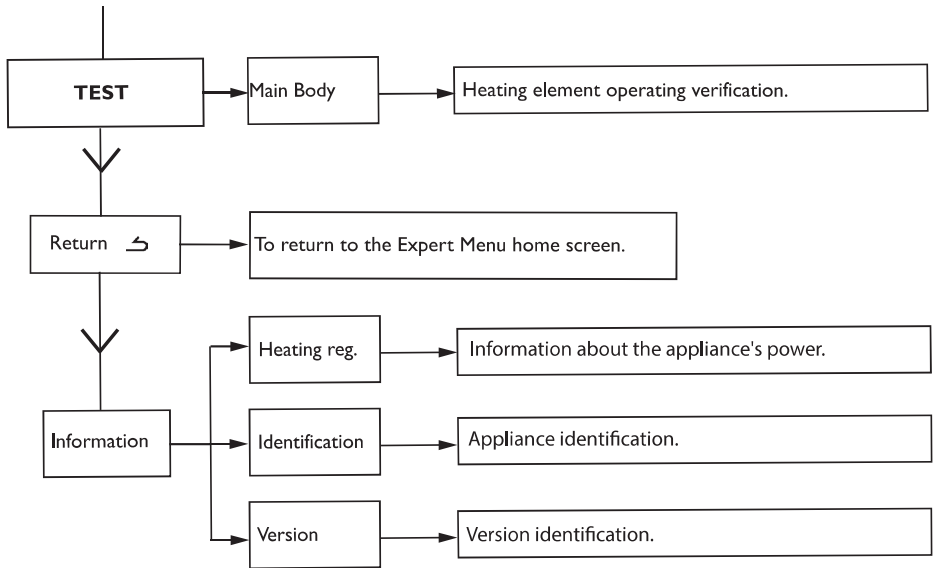 TEST
Main Body
Heating element operating verification.
Return
To return to the Expert Menu home screen.
Heating reg.
Information about the appliance's power.
Information
Identification
Appliance identification.
Version
Version identification.